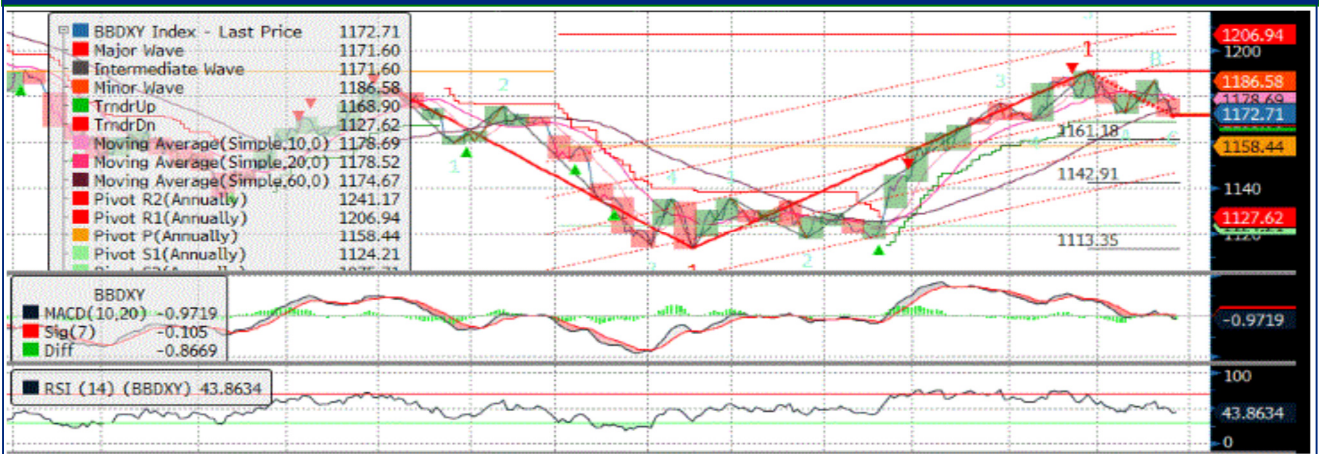 BBDXY Index - Last Price 1172.71
Major Wave 1171.60
Intermediate Wave 1171.60
Minor Wave 1186.58
TrndrUp 1168.90
TrndrDn 1127.62
Moving Average(Simple,10,0) 1178.69
Moving Average(Simple,20,0) 1178.52
Moving Average(Simple,60,0) 1174.67
Pivot R2(Annually) 1241.17
Pivot R1(Annually) 1206.94
Pivot P(Annually) 1158.44
Pivot S1(Annually) 1124.21
1
2
4
2
3
1
B
1
1161.18
1142.91
1113.35
1206.94
1200
1186.58
1178.69
1172.71
1158.44
1140
1127.62
1120
BBDXY
MACD(10,20) -0.9719
Sig(7) -0.105
Diff -0.8669
-0.9719
RSI (14) (BBDXY) 43.8634
100
43.8634
0